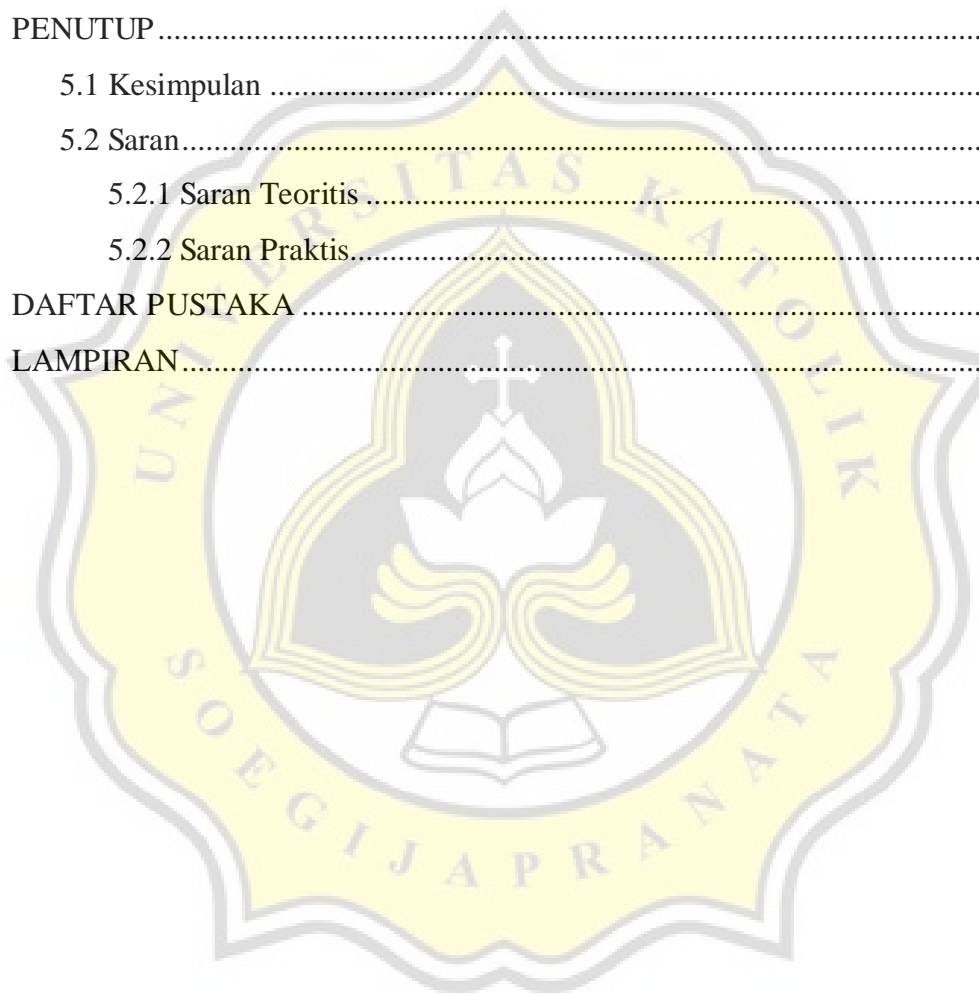 PENUTUP....................................................................................................
5.1 Kesimpulan ....................................................................................................
5.2 Saran....................................................................................................
5.2.1 Saran Teoritis ....................................................................................................
5.2.2 Saran Praktis....................................................................................................
DAFTAR PUSTAKA ....................................................................................................
LAMPIRAN....................................................................................................
UNIVERSITAS KATOLIK
SOEGIJAPRANATA